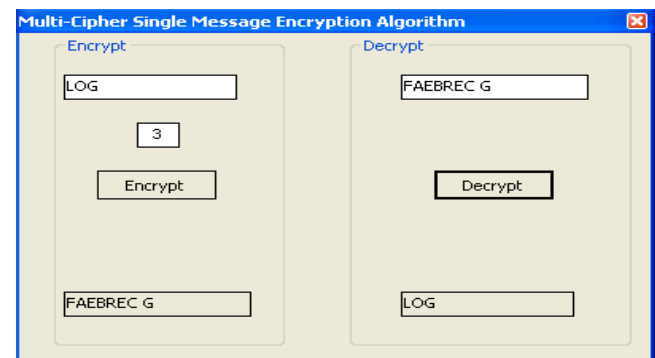 Multi-Cipher Single Message Encryption Algorithm
Encrypt
LOG
3
Encrypt
FAEBREC G
Decrypt
FAEBREC G
Decrypt
LOG